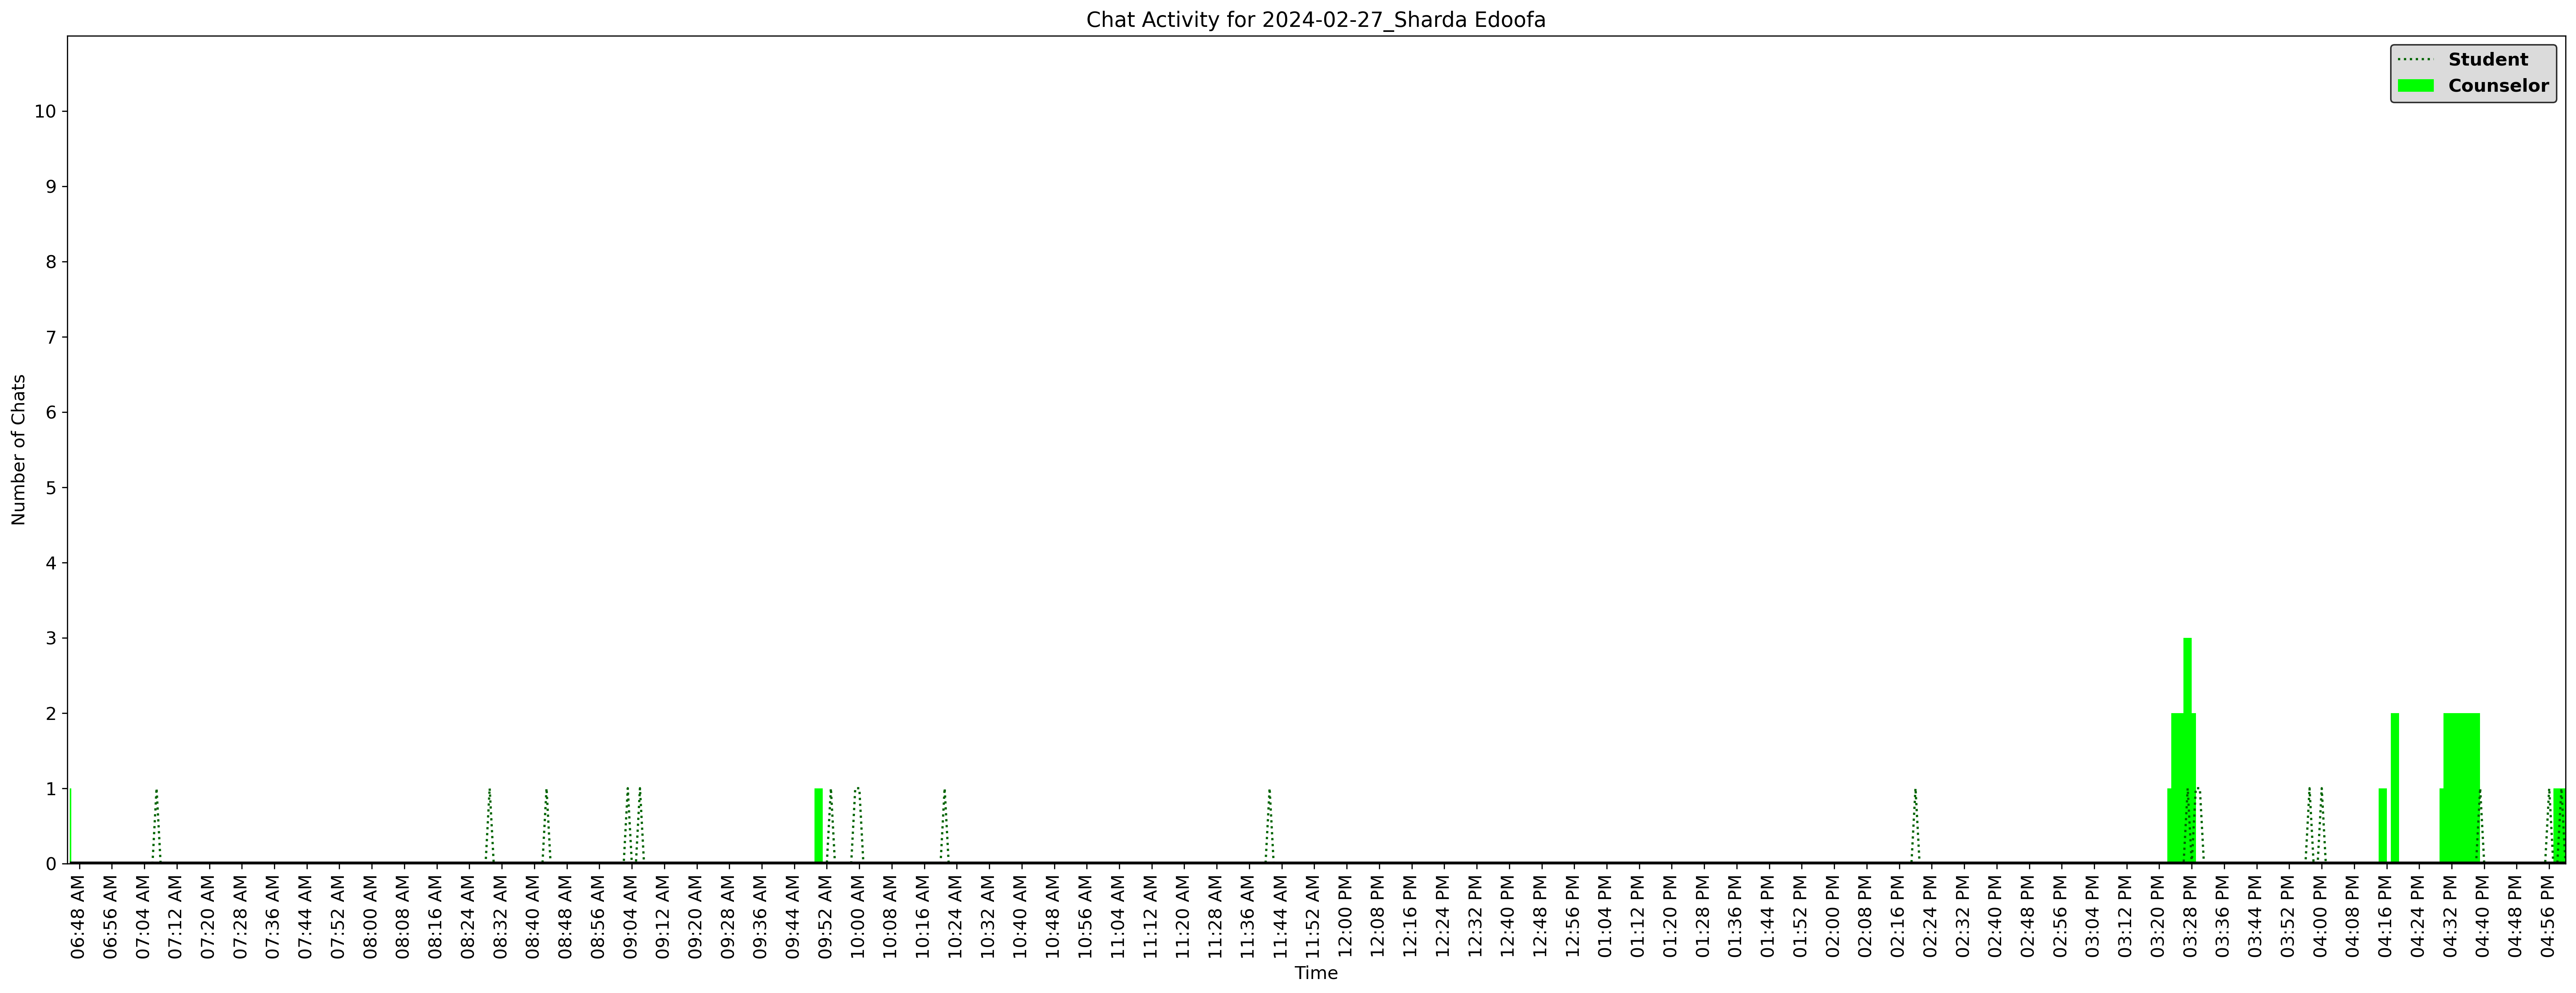 Chat Activity for 2024-02-27_Sharda Edoofa
Student
Counselor
Number of Chats
10
9
8
7
6
5
4
3
2
1
0
06:48 AM
06:56 AM
07:04 AM
07:12 AM
07:20 AM
07:28 AM
07:36 AM
07:44 AM
07:52 AM
08:00 AM
08:08 AM
08:16 AM
08:24 AM
08:32 AM
08:40 AM
08:48 AM
08:56 AM
09:04 AM
09:12 AM
09:20 AM
09:28 AM
09:36 AM
09:44 AM
09:52 AM
10:00 AM
10:08 AM
10:16 AM
10:24 AM
10:32 AM
10:40 AM
10:48 AM
10:56 AM
11:04 AM
11:12 AM
11:20 AM
11:28 AM
11:36 AM
11:44 AM
11:52 AM
12:00 PM
12:08 PM
12:16 PM
12:24 PM
12:32 PM
12:40 PM
12:48 PM
12:56 PM
01:04 PM
01:12 PM
01:20 PM
01:28 PM
01:36 PM
01:44 PM
01:52 PM
02:00 PM
02:08 PM
02:16 PM
02:24 PM
02:32 PM
02:40 PM
02:48 PM
02:56 PM
03:04 PM
03:12 PM
03:20 PM
03:28 PM
03:36 PM
03:44 PM
03:52 PM
04:00 PM
04:08 PM
04:16 PM
04:24 PM
04:32 PM
04:40 PM
04:48 PM
04:56 PM
Time